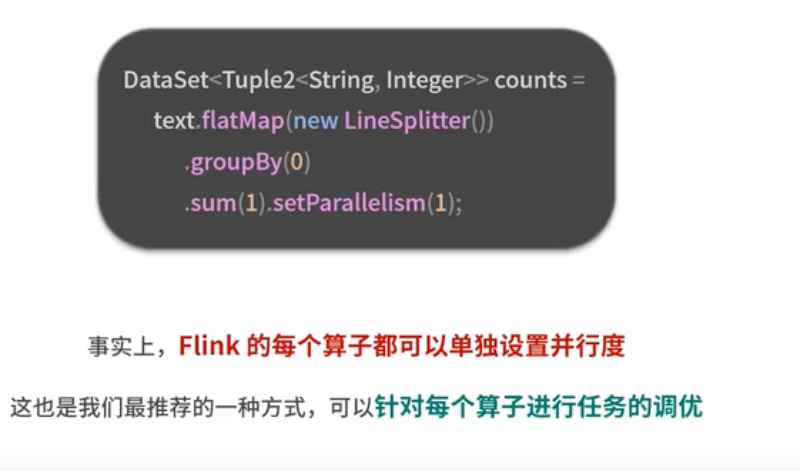 DataSet<Tuple2<String, Integer>> counts =
text.flatMap(new LineSplitter())
.groupBy(0)
.sum(1).setParallelism(1);
事实上，Flink 的每个算子都可以单独设置并行度
这也是我们最推荐的一种方式，可以针对每个算子进行任务的调优